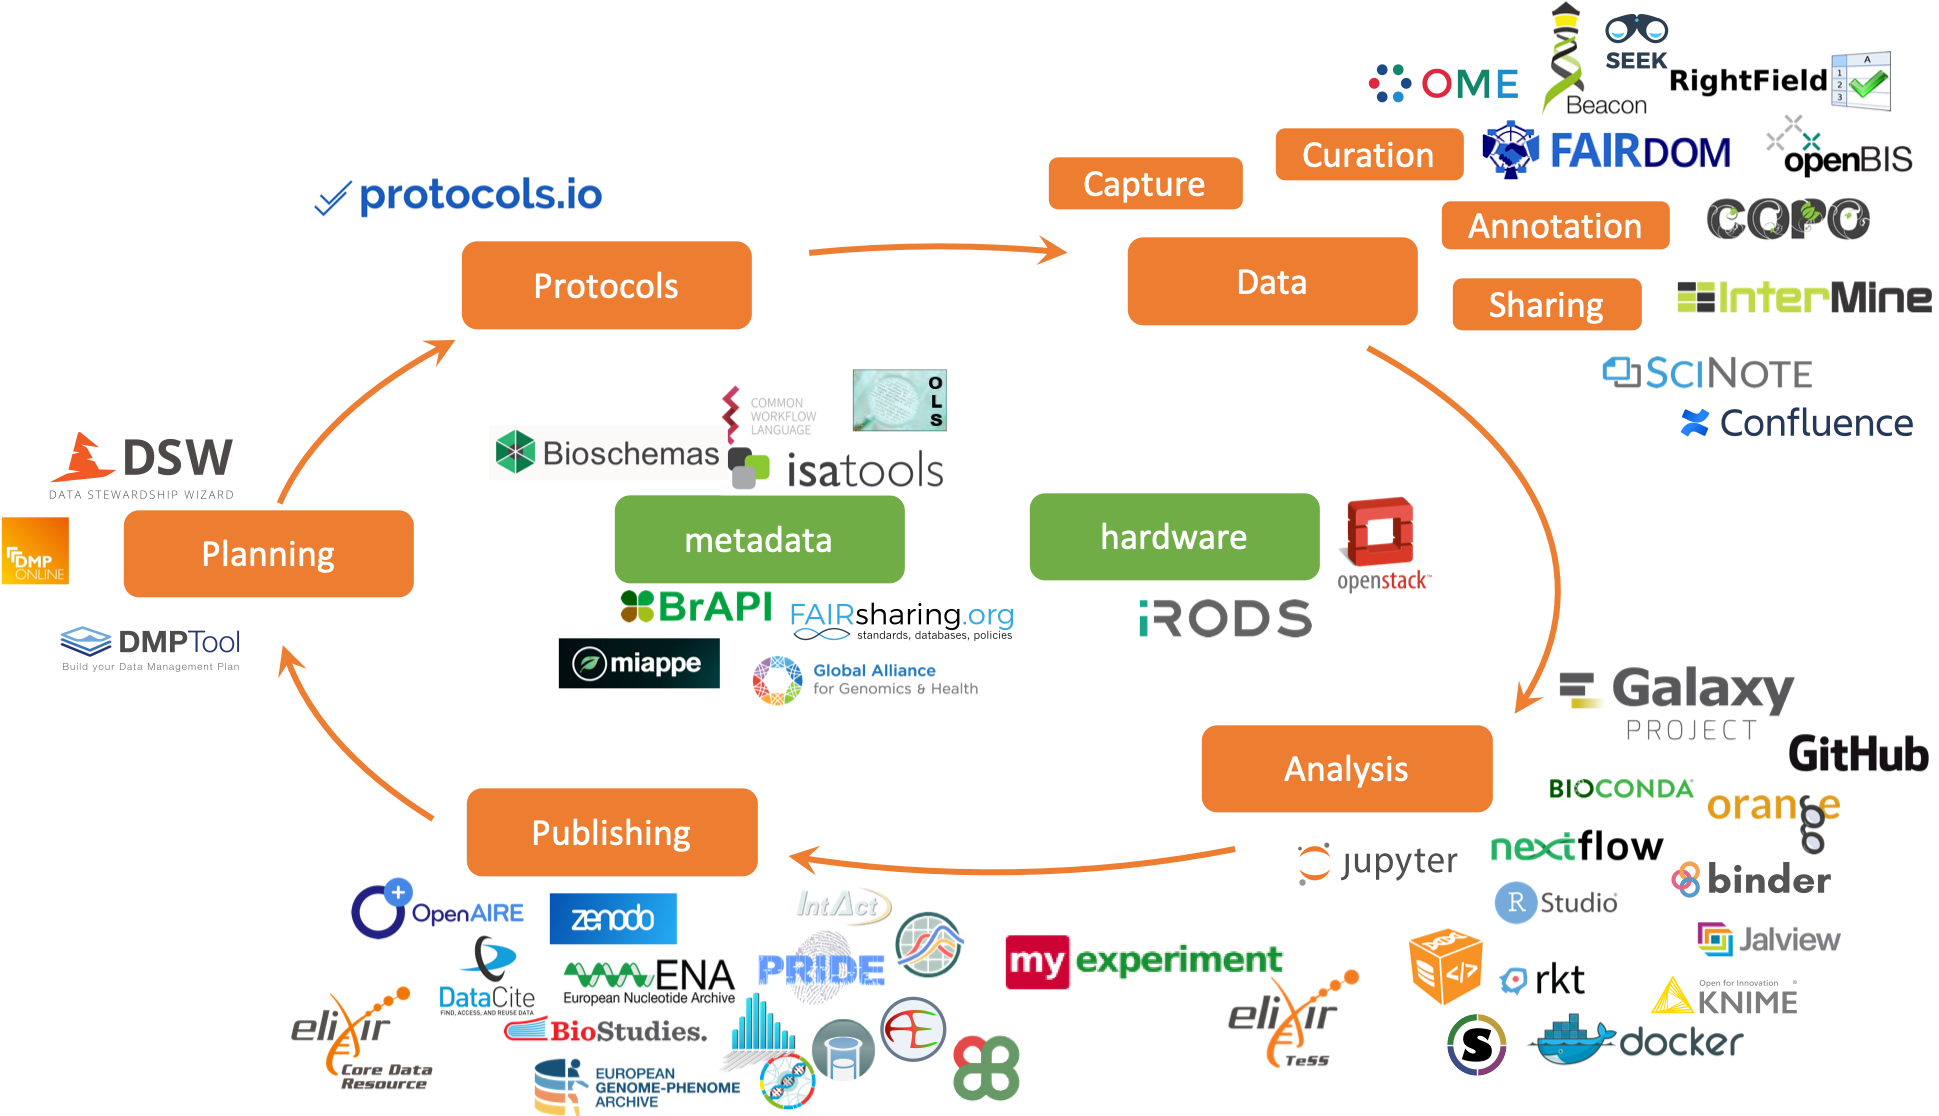 OME
Beacon
SEEK
RightField
A
1
2
3
Capture
Curation
FAIRDOM
openBIS
protocols.io
Annotation
COPO
Protocols
Data
Sharing
InterMine
SCINOTE
Confluence
COMMON
WORKFLOW
LANGUAGE
OLS
Bioschemas
isatools
DSW
DATA STEWARDSHIP WIZARD
DMP
ONLINE
Planning
metadata
hardware
openstack™
BrAPI
FAIRsharing.org
standards, databases, policies
iRODS
DMPTool
Build your Data Management Plan
miappe
Global Alliance
for Genomics & Health
Galaxy
PROJECT
GitHub
Analysis
BIOCONDA®
orange
Publishing
jupyter
nextflow
binder
R Studio®
OpenAIRE
zenodo
IntAct
Jalview
my experiment
PRIDE
ENA
European Nucleotide Archive
DataCite
FIND, ACCESS, AND REUSE DATA
rkt
Open for Innovation
KNIME
elixir
Core Data
Resource
BioStudies.
elixir
TeSS
S
docker
EUROPEAN
GENOME-PHENOME
ARCHIVE